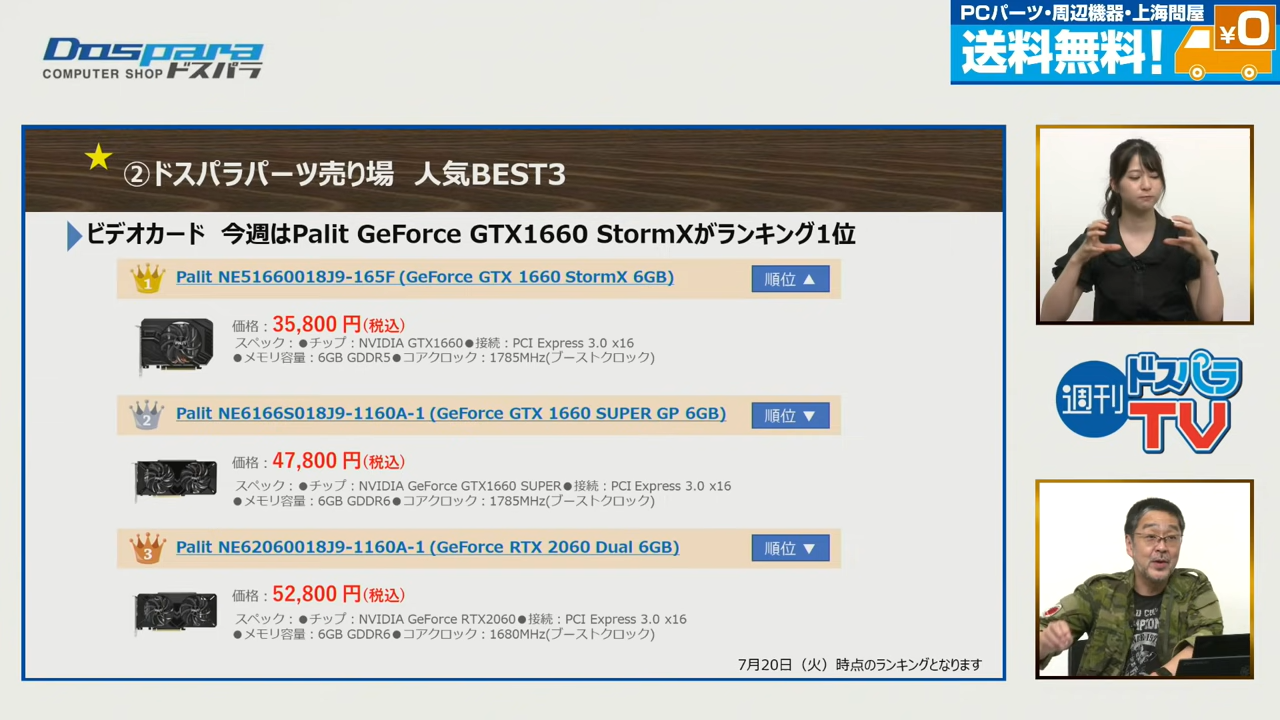 Dospara
COMPUTER SHOP ドスパラ
PCパーツ・周辺機器・上海問屋
送料無料!
¥0
★ ②ドスパラパーツ売り場 人気BEST3
ビデオカード 今週はPalit GeForce GTX1660 StormXがランキング1位
1 Palit NE51660018J9-165F (GeForce GTX 1660 StormX 6GB) 順位 ▲
価格：35,800 円(税込)
スペック：●チップ：NVIDIA GTX1660●接続：PCI Express 3.0 x16
●メモリ容量：6GB GDDR5●コアクロック：1785MHz(ブーストクロック)
2 Palit NE6166S018J9-1160A-1 (GeForce GTX 1660 SUPER GP 6GB) 順位 ▼
価格：47,800 円(税込)
スペック：●チップ：NVIDIA GeForce GTX1660 SUPER●接続：PCI Express 3.0 x16
●メモリ容量：6GB GDDR6●コアクロック：1785MHz(ブーストクロック)
3 Palit NE62060018J9-1160A-1 (GeForce RTX 2060 Dual 6GB) 順位 ▼
価格：52,800 円(税込)
スペック：●チップ：NVIDIA GeForce RTX2060●接続：PCI Express 3.0 x16
●メモリ容量：6GB GDDR6●コアクロック：1680MHz(ブーストクロック)
7月20日（火）時点のランキングとなります
週刊
ドスパラ
TV